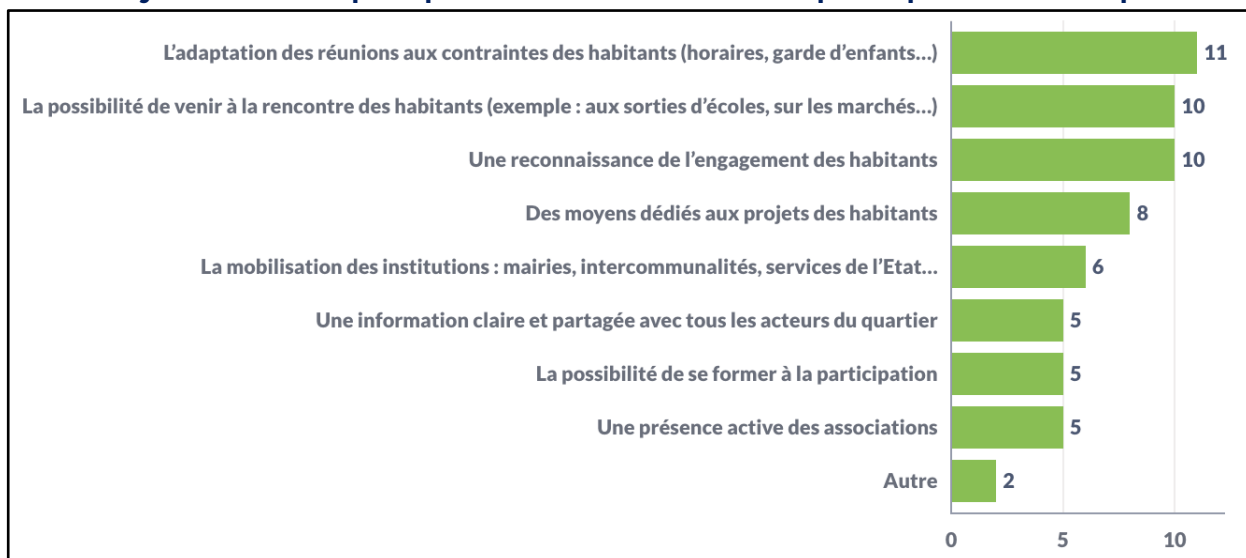 L’adaptation des réunions aux contraintes des habitants (horaires, garde d’enfants…) 11
La possibilité de venir à la rencontre des habitants (exemple : aux sorties d’écoles, sur les marchés…) 10
Une reconnaissance de l’engagement des habitants 10
Des moyens dédiés aux projets des habitants 8
La mobilisation des institutions : mairies, intercommunalités, services de l’Etat… 6
Une information claire et partagée avec tous les acteurs du quartier 5
La possibilité de se former à la participation 5
Une présence active des associations 5
Autre 2
0 5 10